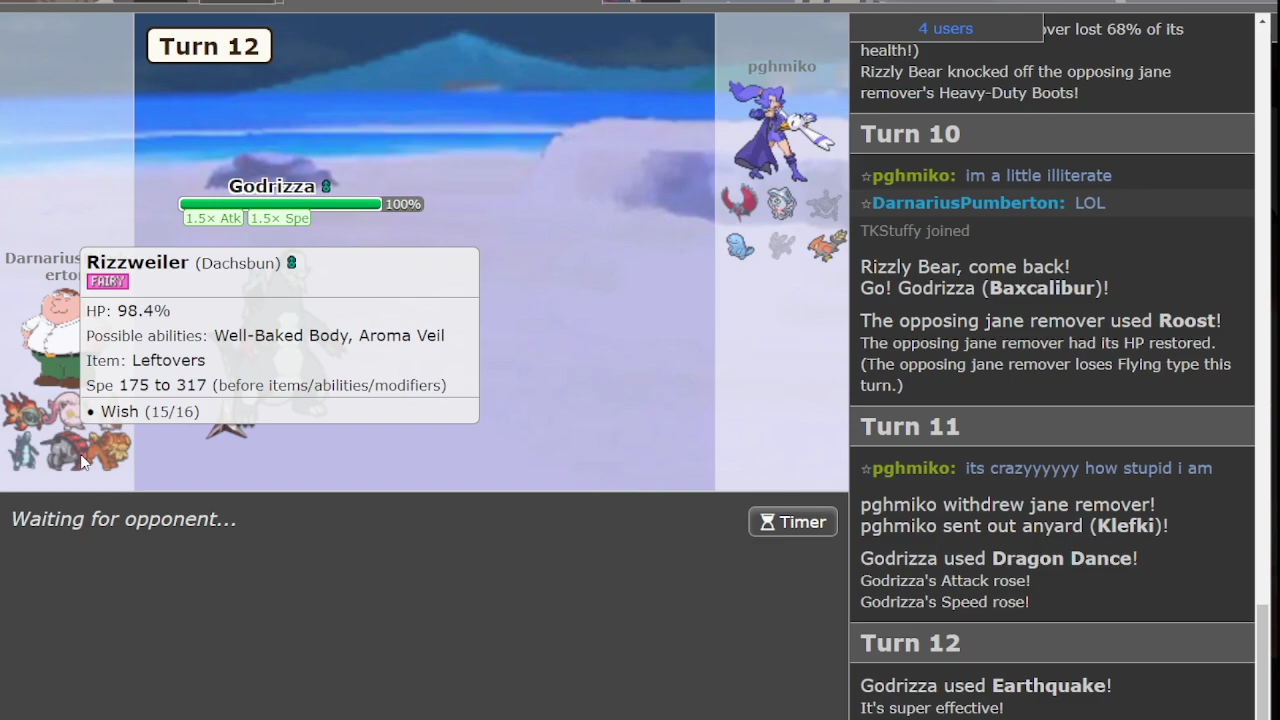 Turn 12
pghmiko
Godrizza
100%
1.5× Atk 1.5× Spe
Darnarius
erto
Rizzweiler (Dachsbun)
FAIRY
HP: 98.4%
Possible abilities: Well-Baked Body, Aroma Veil
Item: Leftovers
Spe 175 to 317 (before items/abilities/modifiers)
• Wish (15/16)
Waiting for opponent...
Timer
4 users
over lost 68% of its
health!)
Rizzly Bear knocked off the opposing jane
remover's Heavy-Duty Boots!
Turn 10
☆pghmiko: im a little illiterate
☆DarnariusPumberton: LOL
TKStuffy joined
Rizzly Bear, come back!
Go! Godrizza (Baxcalibur)!
The opposing jane remover used Roost!
The opposing jane remover had its HP restored.
(The opposing jane remover loses Flying type this
turn.)
Turn 11
☆pghmiko: its crazyyyyyy how stupid i am
pghmiko withdrew jane remover!
pghmiko sent out anyard (Klefki)!
Godrizza used Dragon Dance!
Godrizza's Attack rose!
Godrizza's Speed rose!
Turn 12
Godrizza used Earthquake!
It's super effective!